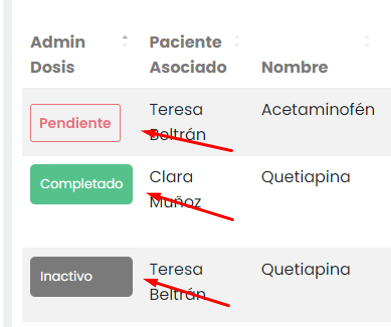 Admin Dosis
Paciente Asociado
Nombre
Pendiente
Teresa Beltrán
Acetaminofén
Completado
Clara Muñoz
Quetiapina
Inactivo
Teresa Beltrán
Quetiapina